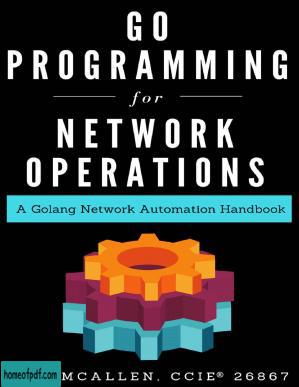 GO
PROGRAMMING
for
NETWORK
OPERATIONS
A Golang Network Automation Handbook
MCALLEN, CCIE® 26867
homeofpdf.com